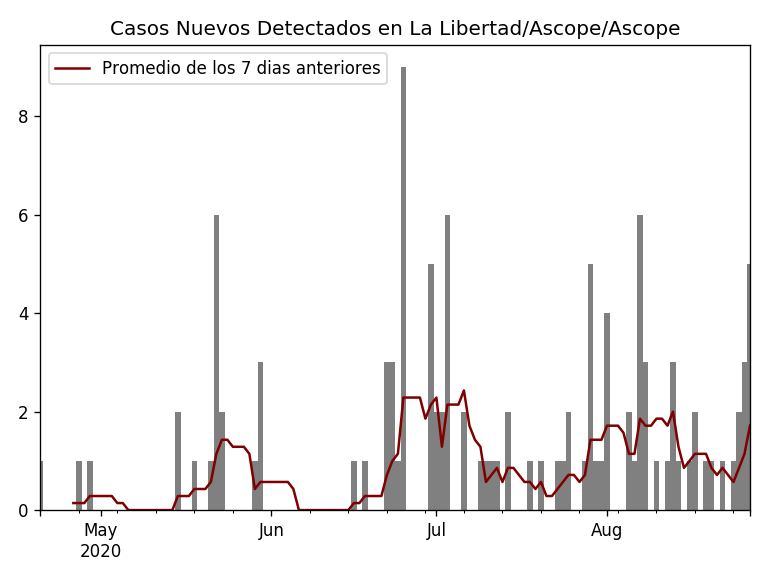 Casos Nuevos Detectados en La Libertad/Ascope/Ascope
Promedio de los 7 dias anteriores
8
6
4
2
0
May Jun Jul Aug
2020